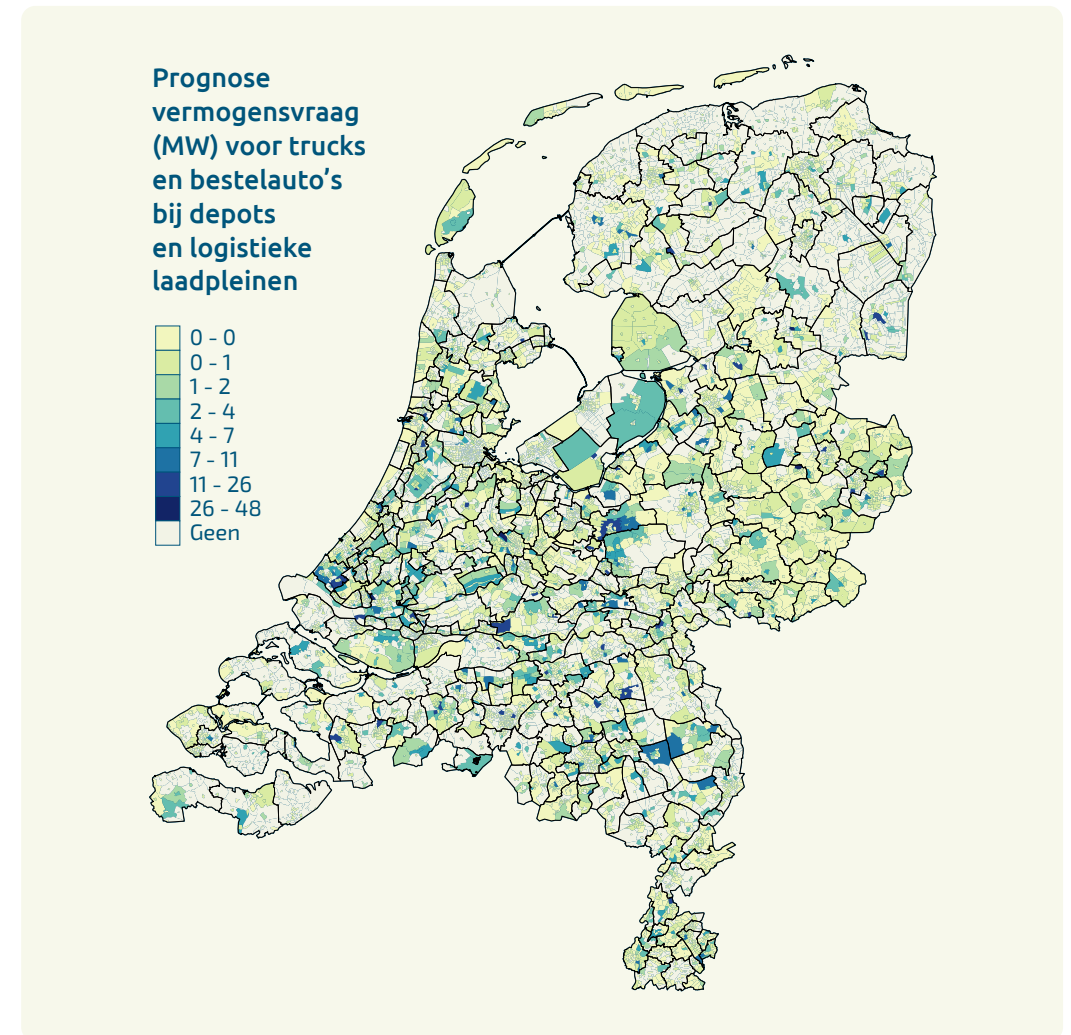 Prognose
vermogensvraag
(MW) voor trucks
en bestelauto’s
bij depots
en logistieke
laadpleinen
0 - 0
0 - 1
1 - 2
2 - 4
4 - 7
7 - 11
11 - 26
26 - 48
Geen